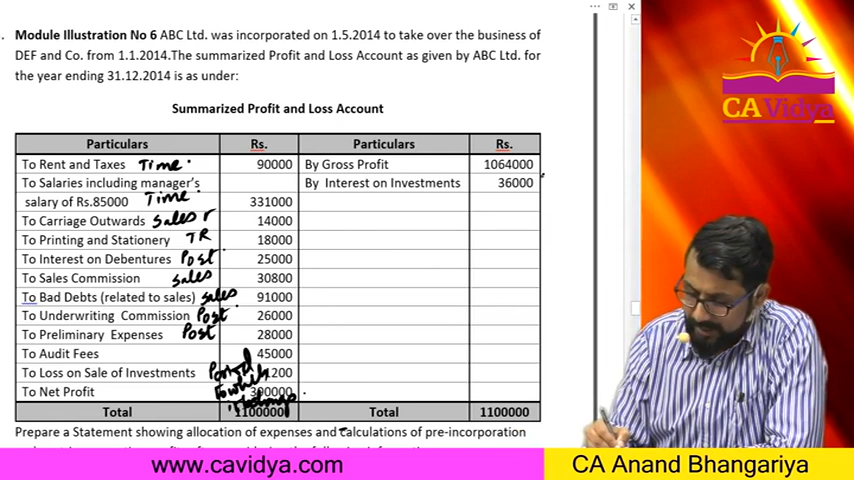 Module Illustration No 6 ABC Ltd. was incorporated on 1.5.2014 to take over the business of
DEF and Co. from 1.1.2014.The summarized Profit and Loss Account as given by ABC Ltd. for
the year ending 31.12.2014 is as under:
Summarized Profit and Loss Account
Particulars Rs. Particulars Rs.
To Rent and Taxes Time 90000 By Gross Profit 1064000
To Salaries including manager's By Interest on Investments 36000
salary of Rs.85000 Time 331000
To Carriage Outwards Sales r 14000
To Printing and Stationery TR 18000
To Interest on Debentures Post 25000
To Sales Commission Sales 30800
To Bad Debts (related to sales) Sales 91000
To Underwriting Commission Post 26000
To Preliminary Expenses Post 28000
To Audit Fees 45000
To Loss on Sale of Investments Period 1200
To Net Profit To which 300000
it belongs
Total 1100000 Total 1100000
Prepare a Statement showing allocation of expenses and calculations of pre-incorporation
CA Vidya
www.cavidya.com
CA Anand Bhangariya